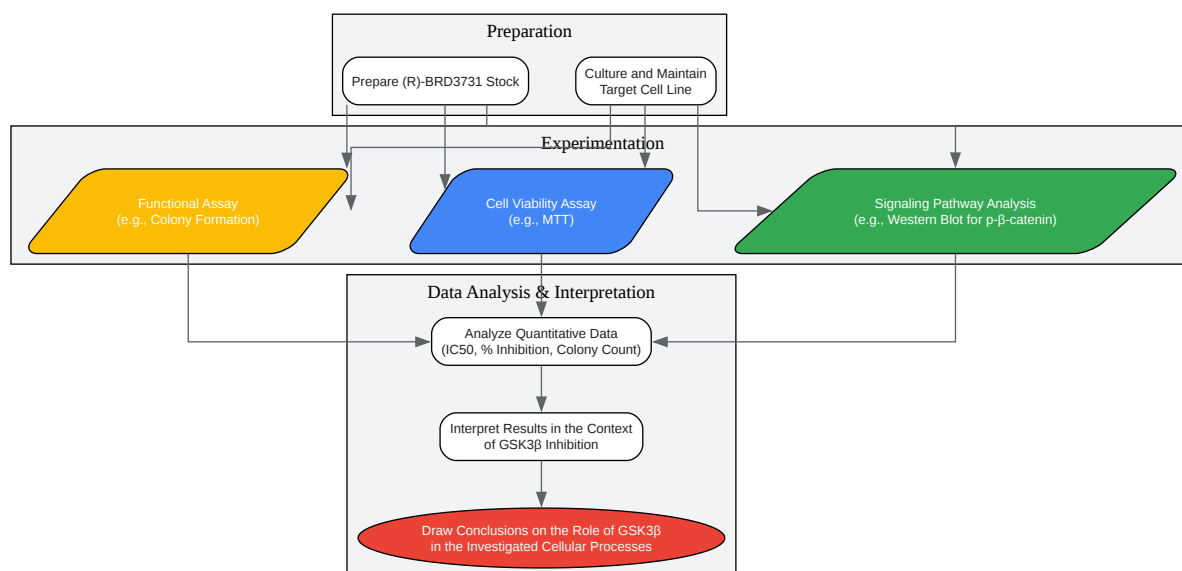 Preparation
Prepare (R)-BRD3731 Stock
Culture and Maintain
Target Cell Line
Experimentation
Functional Assay
(e.g., Colony Formation)
Cell Viability Assay
(e.g., MTT)
Signaling Pathway Analysis
(e.g., Western Blot for p-β-catenin)
Data Analysis & Interpretation
Analyze Quantitative Data
(IC50, % Inhibition, Colony Count)
Interpret Results in the Context
of GSK3β Inhibition
Draw Conclusions on the Role of GSK3β
in the Investigated Cellular Processes